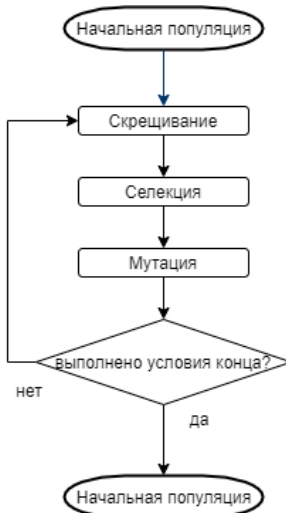 Начальная популяция
Скрещивание
Селекция
Мутация
выполнено условия конца?
нет
да
Начальная популяция